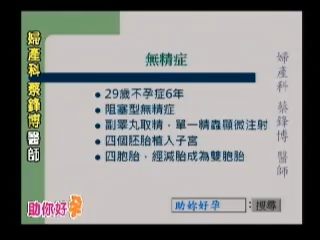 婦產科 蔡鋒博 醫師
無精症
29歲不孕症6年
阻塞型無精症
副睪丸取精，單一精蟲顯微注射
四個胚胎植入子宮
四胞胎，經減胎成為雙胞胎
婦產科 蔡鋒博 醫師
助你好孕
助妳好孕 : 搜尋